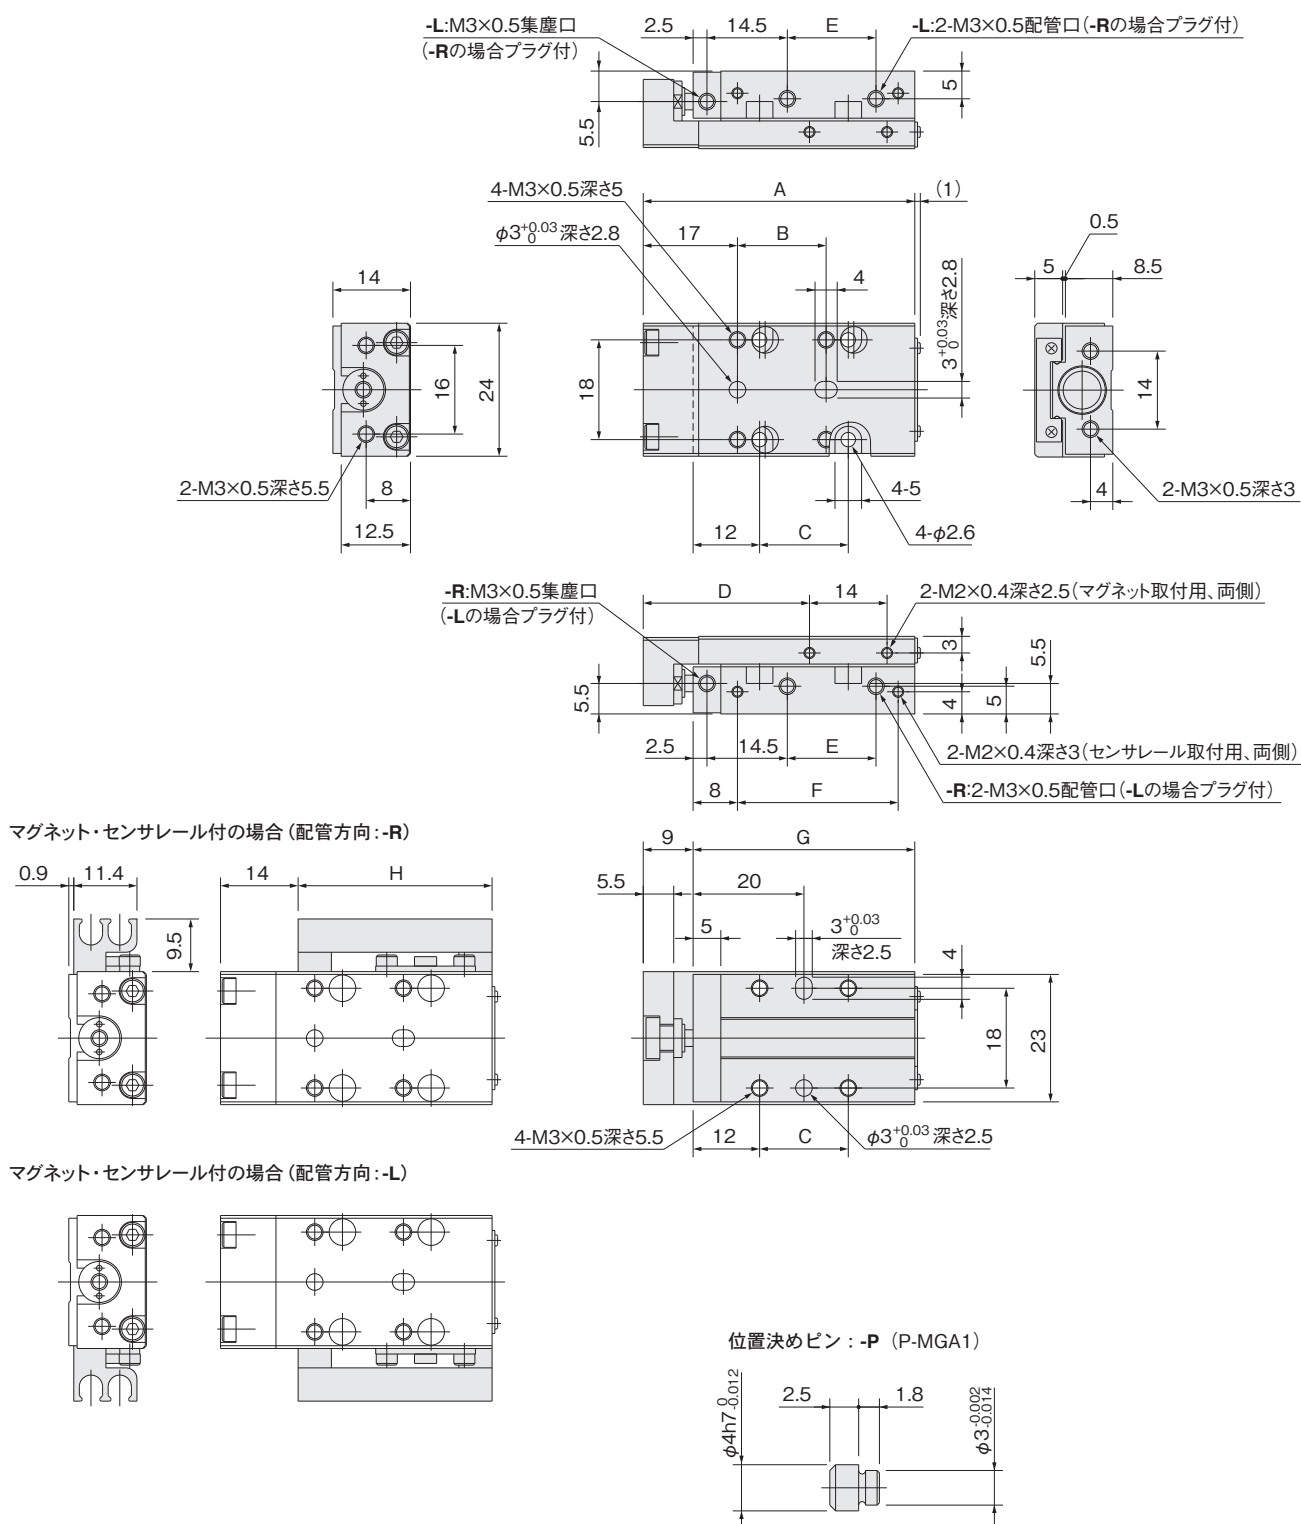 -L:M3×0.5集塵口
(-Rの場合プラグ付)
2.5
14.5
E
-L:2-M3×0.5配管口(-Rの場合プラグ付)
5.5
5
4-M3×0.5深さ5
φ3+0.03 0 深さ2.8
A
(1)
17
B
4
3+0.03 0 深さ2.8
0.5
5
8.5
14
16
24
18
14
2-M3×0.5深さ5.5
8
12.5
12
C
4-5
4-φ2.6
4
2-M3×0.5深さ3
-R:M3×0.5集塵口
(-Lの場合プラグ付)
D
14
2-M2×0.4深さ2.5(マグネット取付用、両側)
5.5
3
5.5
4
5
2.5
14.5
E
8
F
2-M2×0.4深さ3(センサレール取付用、両側)
-R:2-M3×0.5配管口(-Lの場合プラグ付)
マグネット・センサレール付の場合(配管方向:-R)
0.9
11.4
14
H
9.5
9
G
5.5
20
5
3+0.03 0
深さ2.5
4
18
23
4-M3×0.5深さ5.5
12
C
φ3+0.03 0 深さ2.5
マグネット・センサレール付の場合(配管方向:-L)
位置決めピン:-P (P-MGA1)
2.5
1.8
φ4h7 0 -0.012
φ3-0.002 -0.014